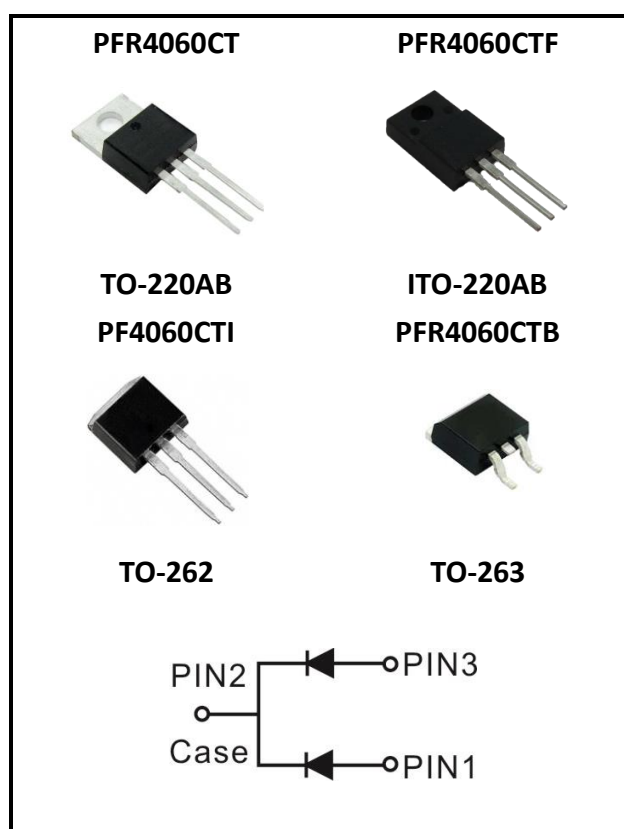 PFR4060CT PFR4060CTF
TO-220AB ITO-220AB
PF4060CTI PFR4060CTB
TO-262 TO-263
PIN2 PIN3
Case PIN1